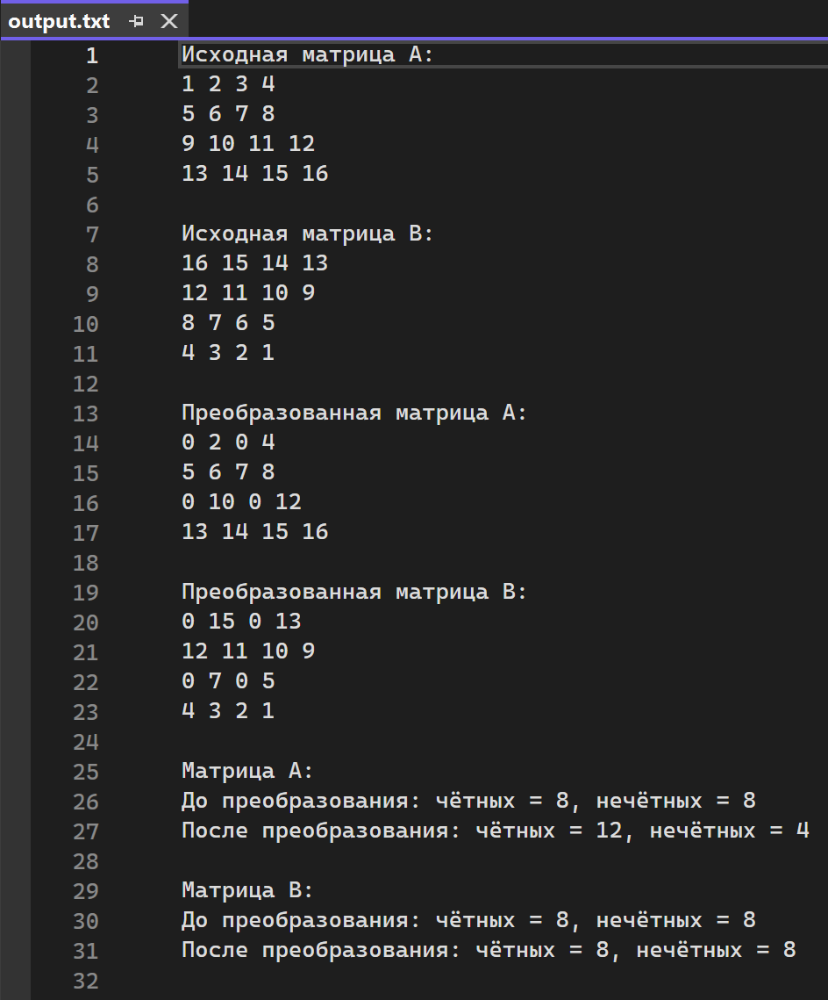 output.txt
1 Исходная матрица A:
2 1 2 3 4
3 5 6 7 8
4 9 10 11 12
5 13 14 15 16
6
7 Исходная матрица B:
8 16 15 14 13
9 12 11 10 9
10 8 7 6 5
11 4 3 2 1
12
13 Преобразованная матрица A:
14 0 2 0 4
15 5 6 7 8
16 0 10 0 12
17 13 14 15 16
18
19 Преобразованная матрица B:
20 0 15 0 13
21 12 11 10 9
22 0 7 0 5
23 4 3 2 1
24
25 Матрица A:
26 До преобразования: чётных = 8, нечётных = 8
27 После преобразования: чётных = 12, нечётных = 4
28
29 Матрица B:
30 До преобразования: чётных = 8, нечётных = 8
31 После преобразования: чётных = 8, нечётных = 8
32